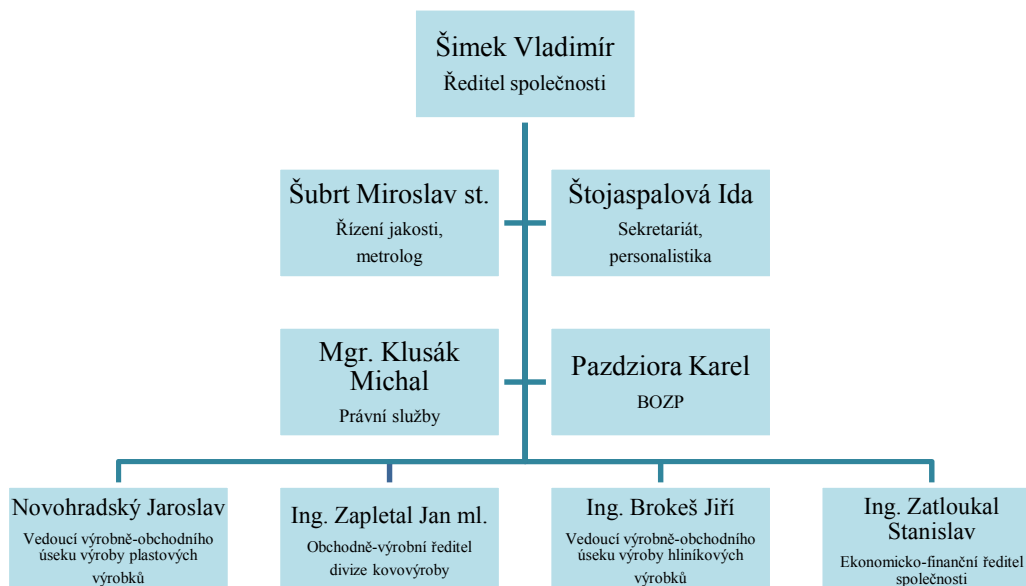 Šimek Vladimír
Ředitel společnosti
Šubrt Miroslav st.
Řízení jakosti,
metrolog
Štojaspalová Ida
Sekretariát,
personalistika
Mgr. Klusák
Michal
Právní služby
Pazdziora Karel
BOZP
Novohradský Jaroslav
Vedoucí výrobně-obchodního
úseku výroby plastových
výrobků
Ing. Zapletal Jan ml.
Obchodně-výrobní ředitel
divize kovovýroby
Ing. Brokeš Jiří
Vedoucí výrobně-obchodního
úseku výroby hliníkových
výrobků
Ing. Zatloukal
Stanislav
Ekonomicko-finanční ředitel
společnosti